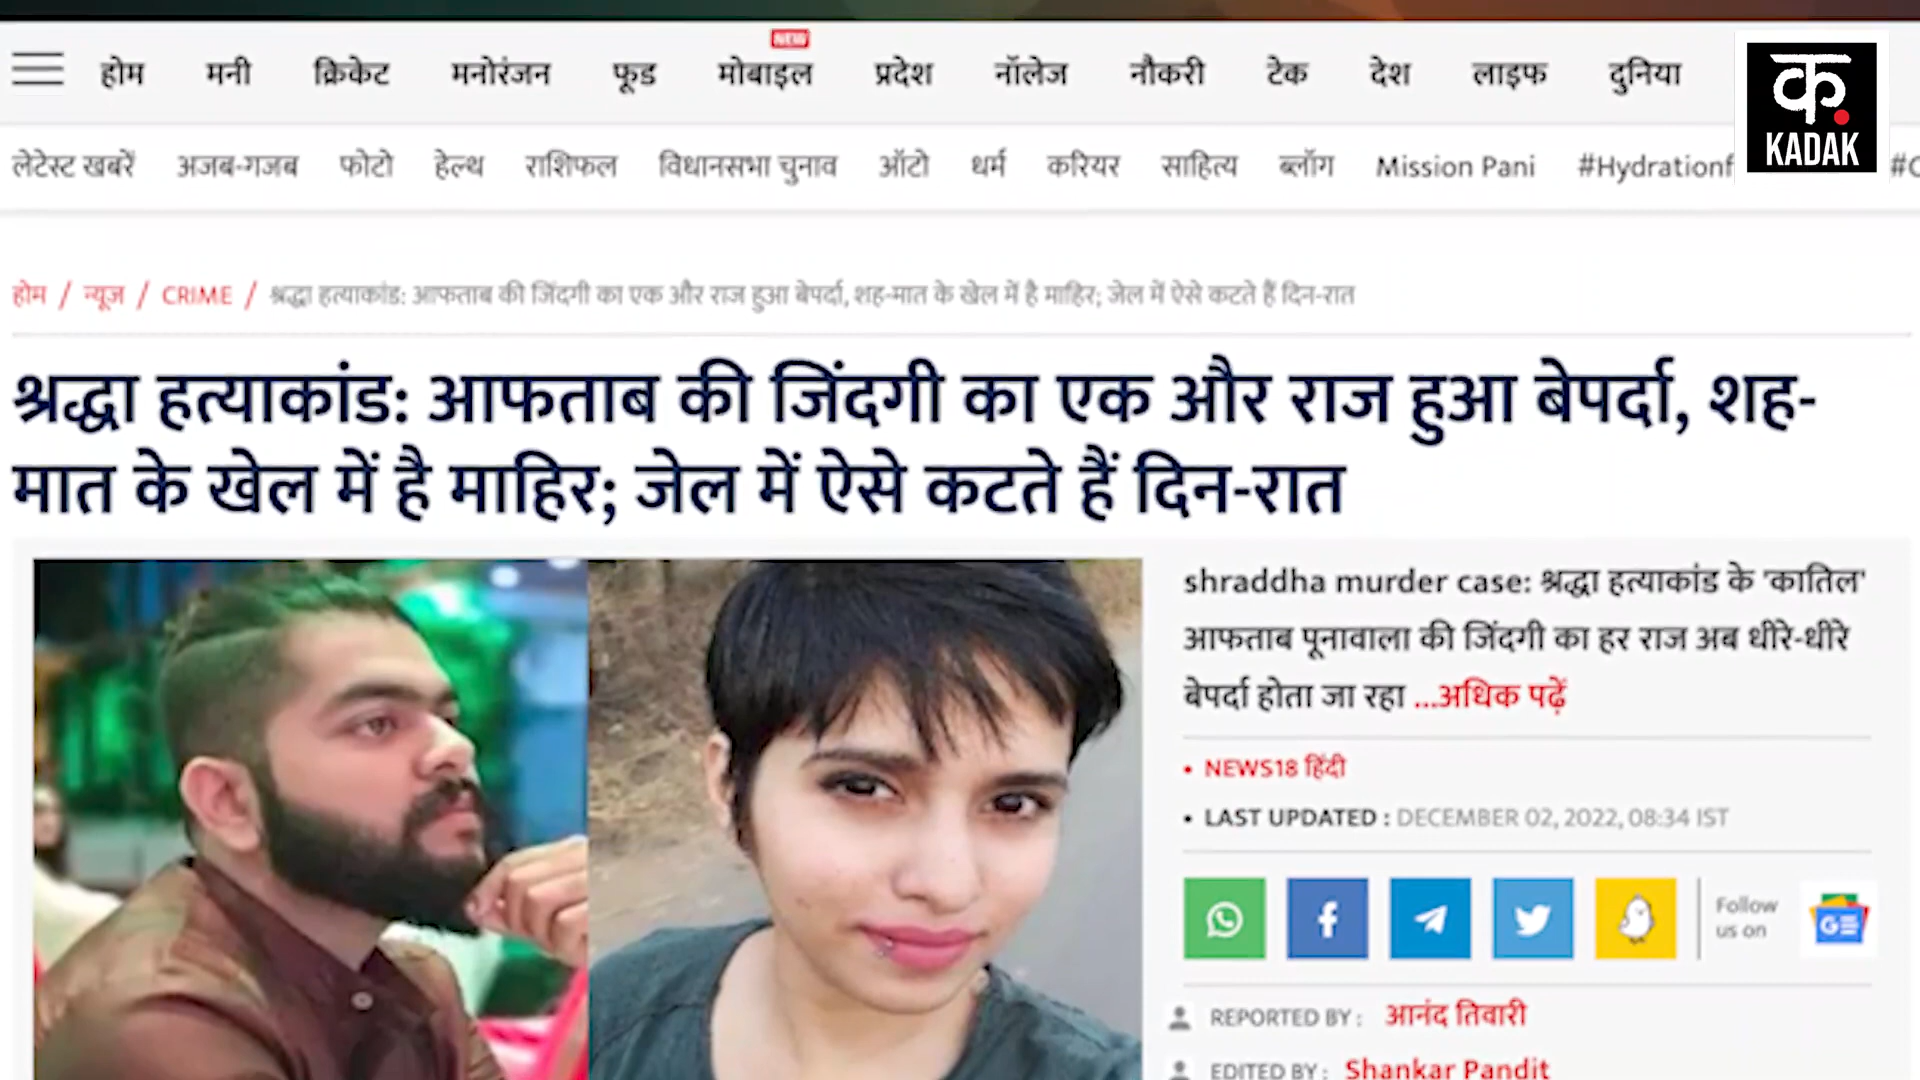 NEW
होम मनी क्रिकेट मनोरंजन फूड मोबाइल प्रदेश नॉलेज नौकरी टेक देश लाइफ दुनिया
क
KADAK
लेटेस्ट खबरें अजब-गजब फोटो हेल्थ राशिफल विधानसभा चुनाव ऑटो धर्म करियर साहित्य ब्लॉग Mission Pani #Hydrationf
होम / न्यूज / CRIME / श्रद्धा हत्याकांड: आफताब की जिंदगी का एक और राज हुआ बेपर्दा, शह-मात के खेल में है माहिर; जेल में ऐसे कटते हैं दिन-रात
श्रद्धा हत्याकांड: आफताब की जिंदगी का एक और राज हुआ बेपर्दा, शह-
मात के खेल में है माहिर; जेल में ऐसे कटते हैं दिन-रात
shraddha murder case: श्रद्धा हत्याकांड के 'कातिल'
आफताब पूनावाला की जिंदगी का हर राज अब धीरे-धीरे
बेपर्दा होता जा रहा ...अधिक पढ़ें
• NEWS18 हिंदी
• LAST UPDATED : DECEMBER 02, 2022, 08:34 IST
Follow
us on
REPORTED BY : आनंद तिवारी
EDITED BY : Shankar Pandit